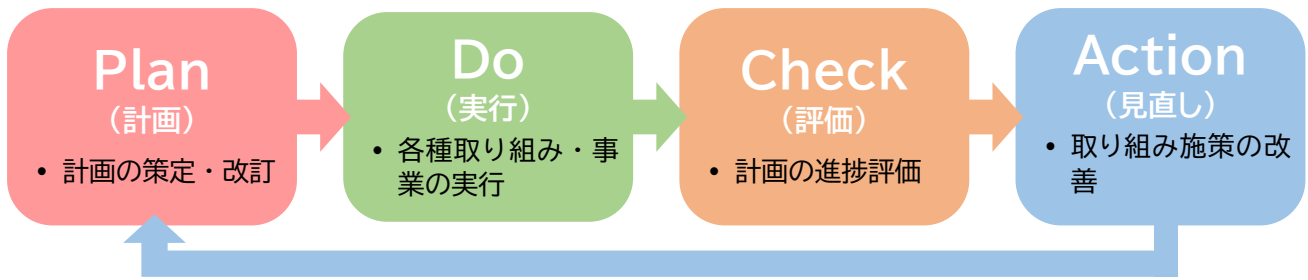 Plan
（計画）
• 計画の策定・改訂
Do
（実行）
• 各種取り組み・事
業の実行
Check
（評価）
• 計画の進捗評価
Action
（見直し）
• 取り組み施策の改
善